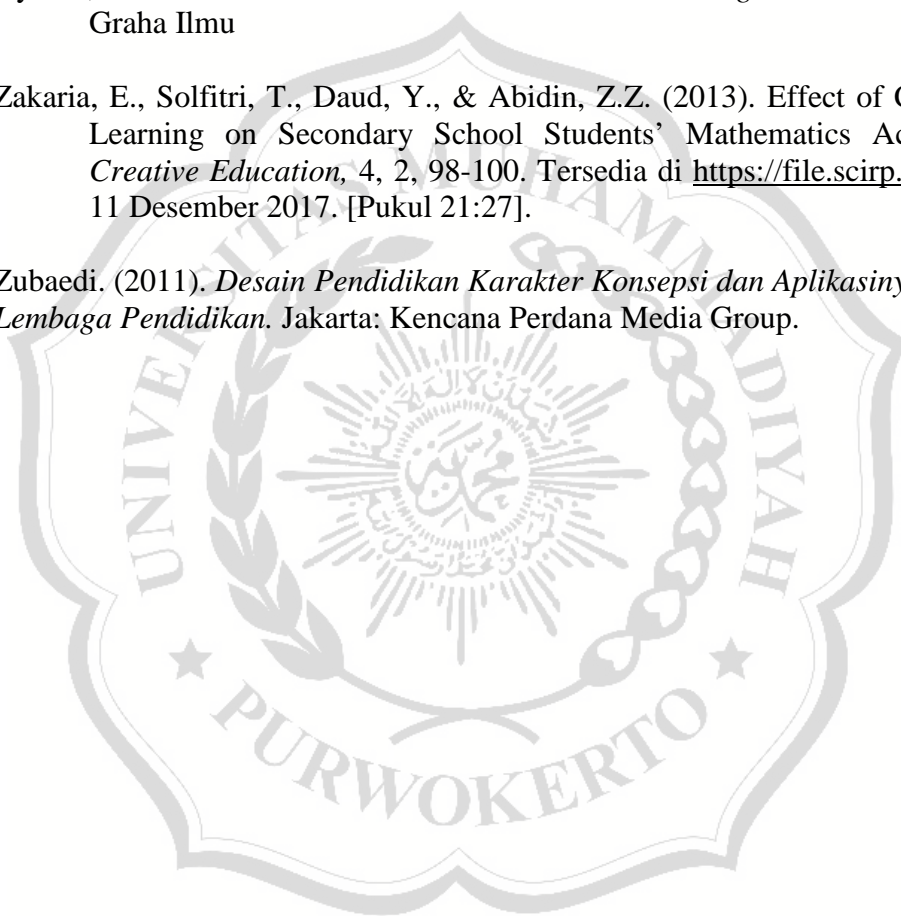 Graha Ilmu
Zakaria, E., Solfitri, T., Daud, Y., & Abidin, Z.Z. (2013). Effect of
Learning on Secondary School Students’ Mathematics
Creative Education, 4, 2, 98-100. Tersedia di https://file.scirp.
11 Desember 2017. [Pukul 21:27].
Zubaedi. (2011). Desain Pendidikan Karakter Konsepsi dan
Lembaga Pendidikan. Jakarta: Kencana Perdana Media Group.
UNIVERSITAS MUHAMMADIYAH
PURWOKERTO
محمد